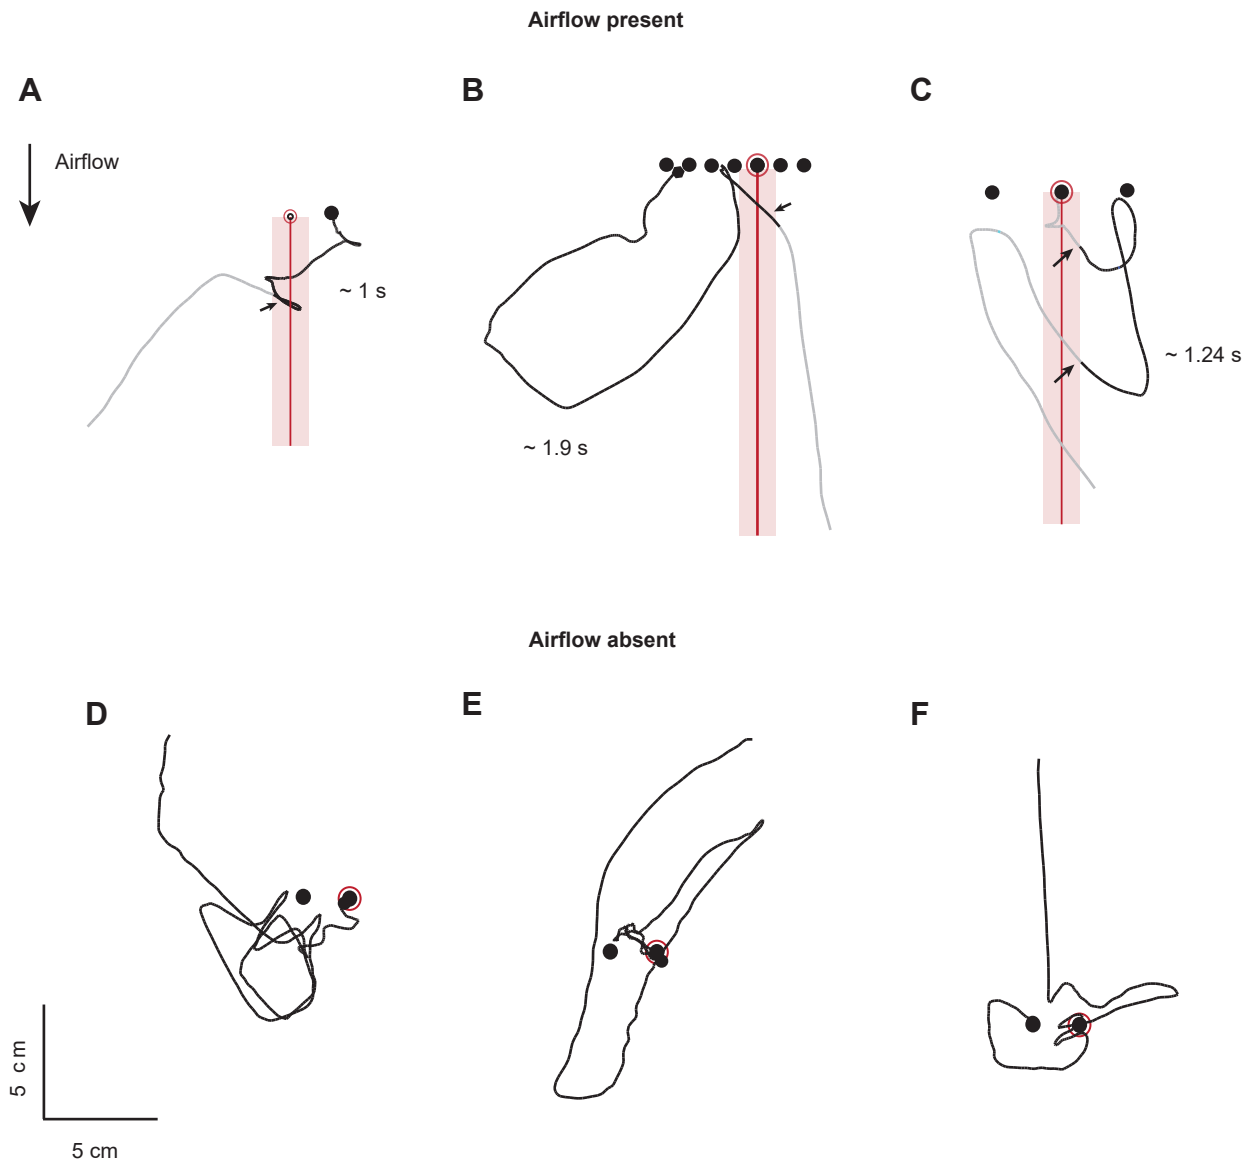 Airflow present
A
B
C
Airflow
~ 1 s
~ 1.24 s
~ 1.9 s
Airflow absent
D
E
F
5 cm
5 cm